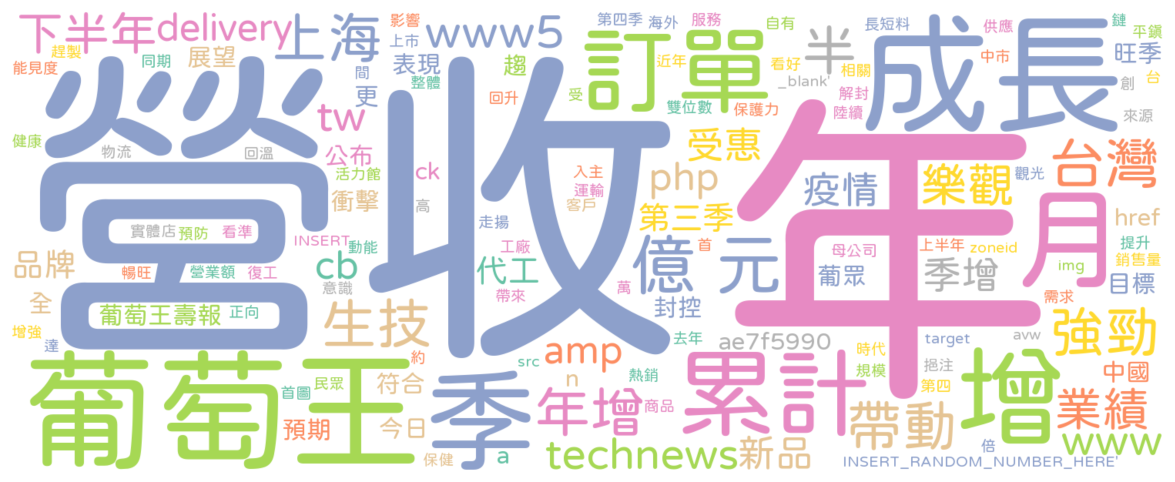 下半年 delivery 上海 影響 www5 第四季 海外 服務 自有 長短料 供應 鏈
趕製 同期 展望 上市 表現 趨 訂單 近年 看好 半 成長 中市 旺季 平鎮
能見度 間 更 整體 回升 受 雙位數 _blank' 相關 解封 創 台
營收 年 tw 保護力 陸續 來源
健康 物流 回溫 公布 活力館 ck 入主 受惠 疫情 樂觀 觀光 台灣
衝擊 高 運輸 客戶 php 第三季 月 href
實體店 預防 看準 INSERT 動能 走揚 工廠 億 元 首 母公司 上半年 zoneid 提升
品牌 暢旺 營業額 復工 cb 意識 代工 帶來 萬 封控 葡眾 季增 img 銷售量 目標
全 葡萄王壽報 正向 生技 去年 ae7f5990 target avw 需求 強勁
增強 達 約 src amp 時代
葡萄王 首圖 民眾 符合 季 n 熱銷 累計 規模 挹注 第四 增 中國
預期 今日 年增 商品 帶動 業績
保健 a technews 新品 倍 www
INSERT_RANDOM_NUMBER_HERE'